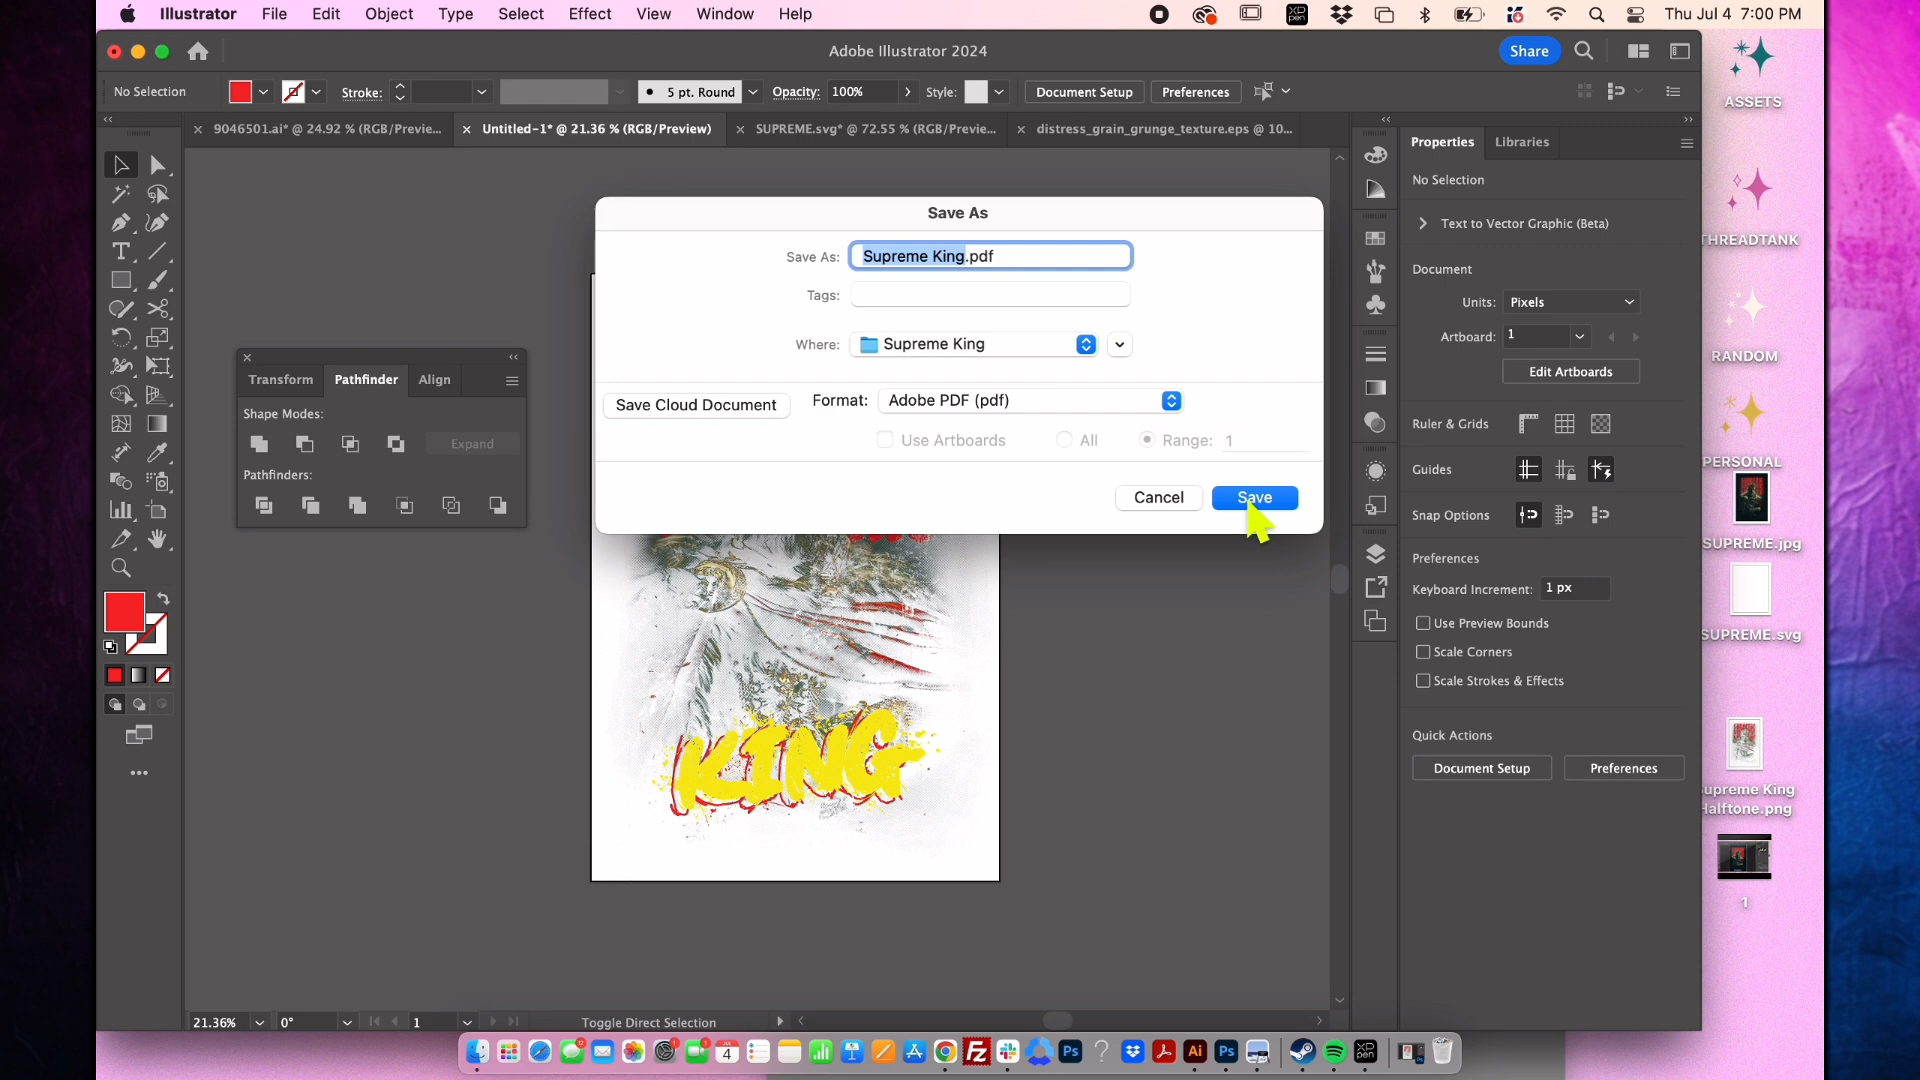 Illustrator File Edit Object Type Select Effect View Window Help
Thu Jul 4 7:00 PM
Adobe Illustrator 2024
Share
No Selection
Stroke:
5 pt. Round
Opacity: 100%
Style:
Document Setup
Preferences
9046501.ai* @ 24.92 % (RGB/Previe...
Untitled-1* @ 21.36 % (RGB/Preview)
SUPREME.svg* @ 72.55 % (RGB/Previe...
distress_grain_grunge_texture.eps @ 10...
Save As
Save As: Supreme King.pdf
Tags:
Where: Supreme King
Save Cloud Document
Format: Adobe PDF (pdf)
Use Artboards
All
Range: 1
Cancel
Save
Transform Pathfinder Align
Shape Modes:
Expand
Pathfinders:
KING
Properties Libraries
No Selection
Text to Vector Graphic (Beta)
Document
Units: Pixels
Artboard: 1
Edit Artboards
Ruler & Grids
Guides
Snap Options
Preferences
Keyboard Increment: 1 px
Use Preview Bounds
Scale Corners
Scale Strokes & Effects
Quick Actions
Document Setup
Preferences
ASSETS
THREADTANK
RANDOM
PERSONAL
SUPREME.jpg
SUPREME.svg
upreme King
Halftone.png
1
21.36%
0°
1
Toggle Direct Selection